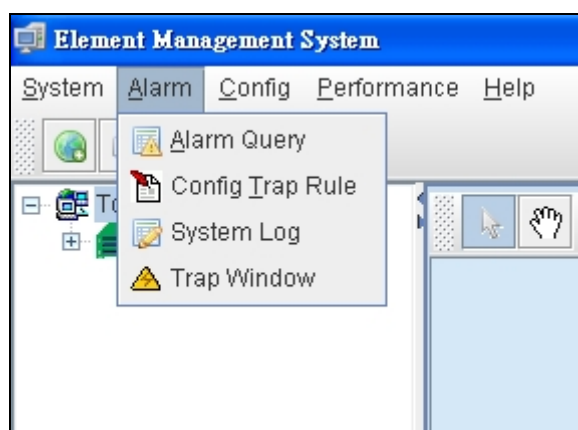 Element Management System
System Alarm Config Performance Help
Alarm Query
Config Trap Rule
System Log
Trap Window